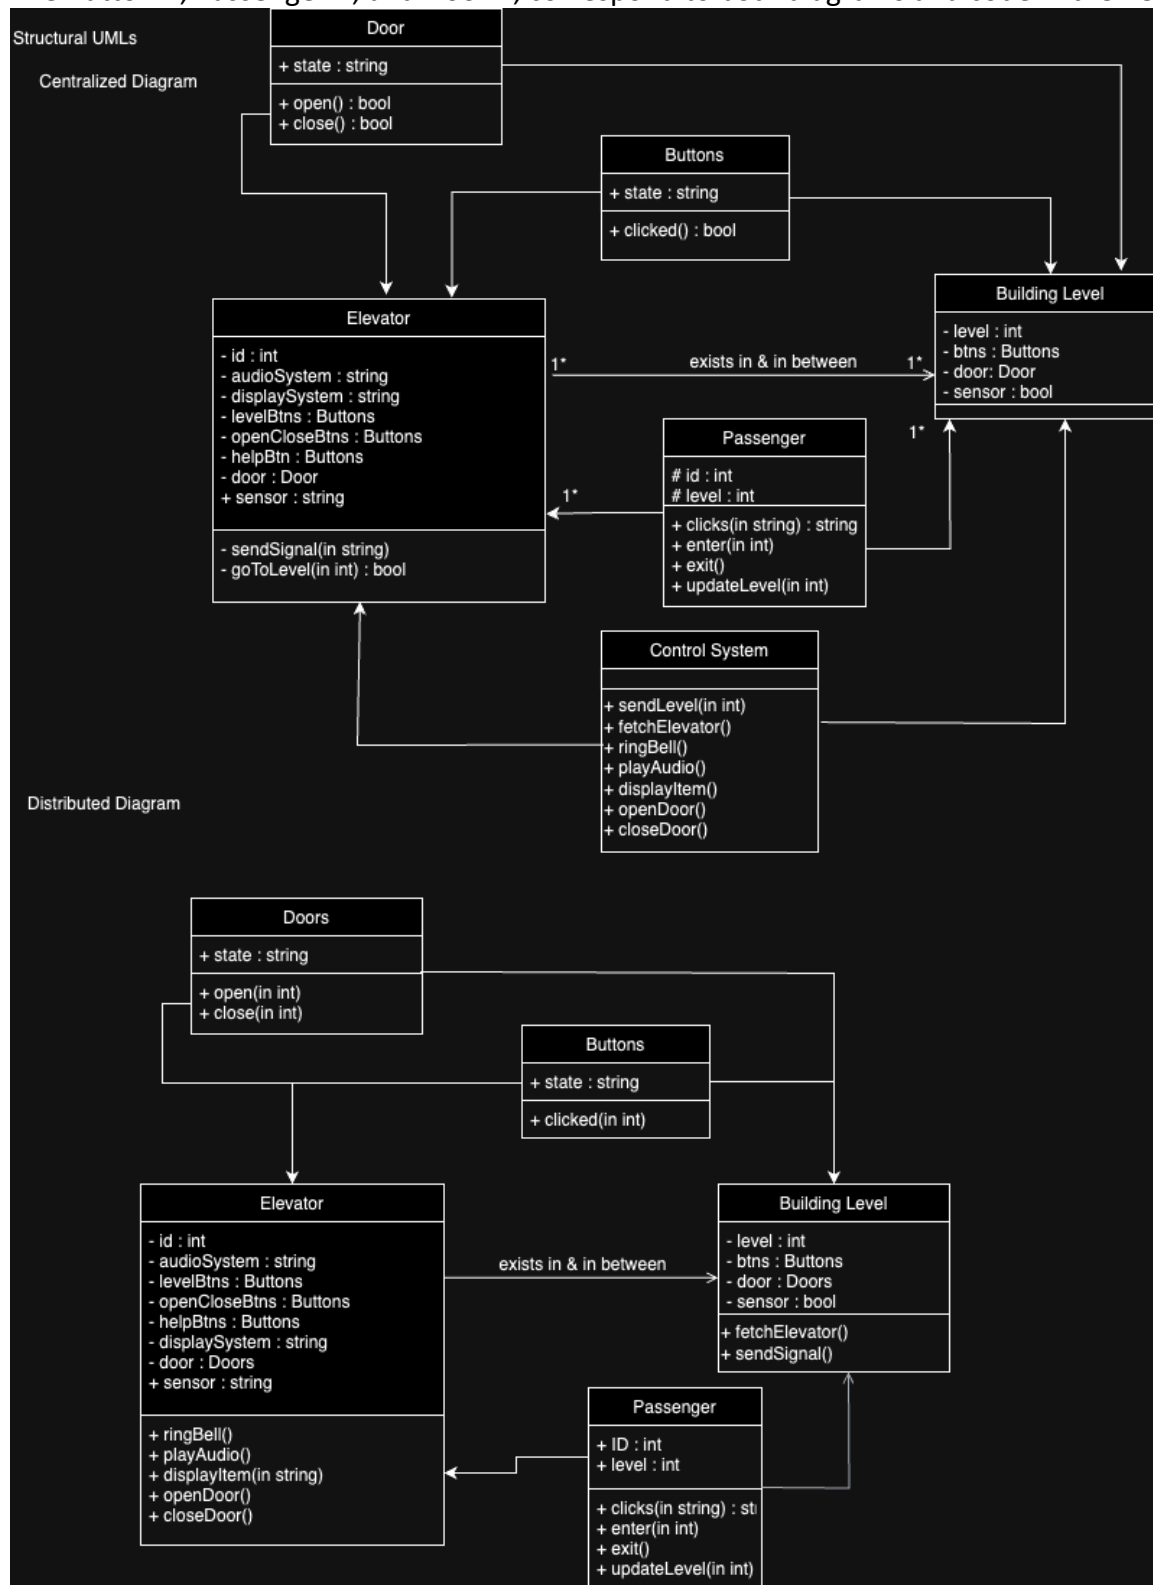 Structural UMLs
Centralized Diagram
Door
+ state : string
+ open() : bool
+ close() : bool
Buttons
+ state : string
+ clicked() : bool
Building Level
- level : int
- btns : Buttons
- door: Door
- sensor : bool
Elevator
- id : int
- audioSystem : string
- displaySystem : string
- levelBtns : Buttons
- openCloseBtns : Buttons
- helpBtn : Buttons
- door : Door
+ sensor : string
- sendSignal(in string)
- goToLevel(in int) : bool
1*
exists in & in between
1*
1*
1*
Passenger
# id : int
# level : int
+ clicks(in string) : string
+ enter(in int)
+ exit()
+ updateLevel(in int)
Control System
+ sendLevel(in int)
+ fetchElevator()
+ ringBell()
+ playAudio()
+ displayItem()
+ openDoor()
+ closeDoor()
Distributed Diagram
Doors
+ state : string
+ open(in int)
+ close(in int)
Buttons
+ state : string
+ clicked(in int)
Elevator
- id : int
- audioSystem : string
- levelBtns : Buttons
- openCloseBtns : Buttons
- helpBtns : Buttons
- displaySystem : string
- door : Doors
+ sensor : string
+ ringBell()
+ playAudio()
+ displayItem(in string)
+ openDoor()
+ closeDoor()
exists in & in between
Building Level
- level : int
- btns : Buttons
- door : Doors
- sensor : bool
+ fetchElevator()
+ sendSignal()
Passenger
+ ID : int
+ level : int
+ clicks(in string) :
+ enter(in int)
+ exit()
+ updateLevel(in int)